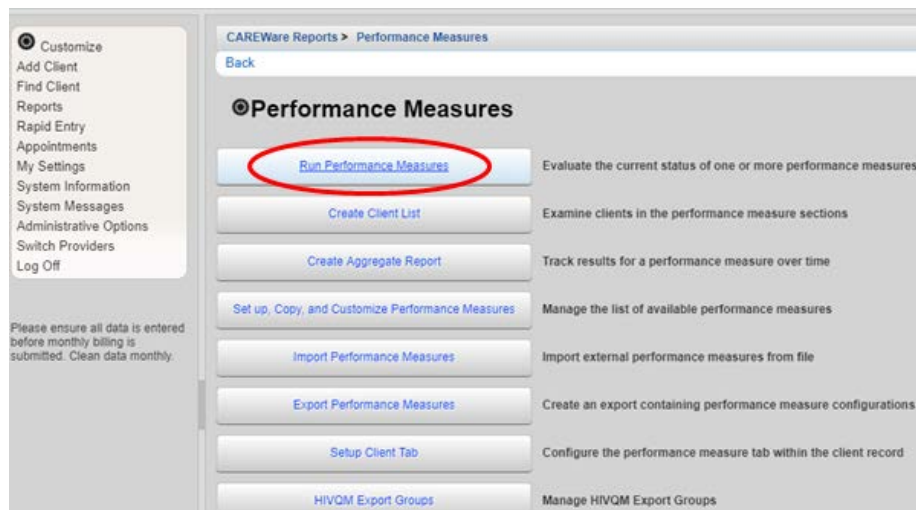 Customize
Add Client
Find Client
Reports
Rapid Entry
Appointments
My Settings
System Information
System Messages
Administrative Options
Switch Providers
Log Off
Please ensure all data is entered
before monthly billing is
submitted. Clean data monthly.
CAREWare Reports > Performance Measures
Back
Performance Measures
Run Performance Measures Evaluate the current status of one or more performance measures
Create Client List Examine clients in the performance measure sections
Create Aggregate Report Track results for a performance measure over time
Set up, Copy, and Customize Performance Measures Manage the list of available performance measures
Import Performance Measures Import external performance measures from file
Export Performance Measures Create an export containing performance measure configurations
Setup Client Tab Configure the performance measure tab within the client record
HIVQM Export Groups Manage HIVQM Export Groups